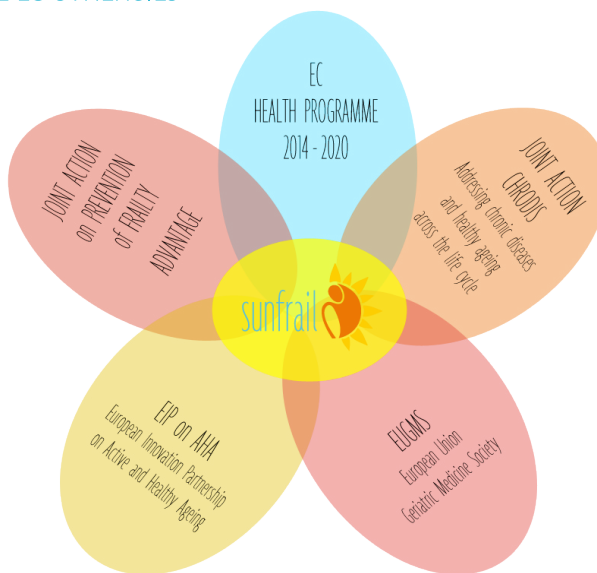 EC
HEALTH PROGRAMME
2014 - 2020
JOINT ACTION
on PREVENTION
of FRAILTY
ADVANTAGE
JOINT ACTION
CHRODIS
Addressing chronic diseases
and healthy ageing
across the life cycle
sunfrail
EIP on AHA
European Innovation Partnership
on Active and Healthy Ageing
EUGMS
European Union
Geriatric Medicine Society